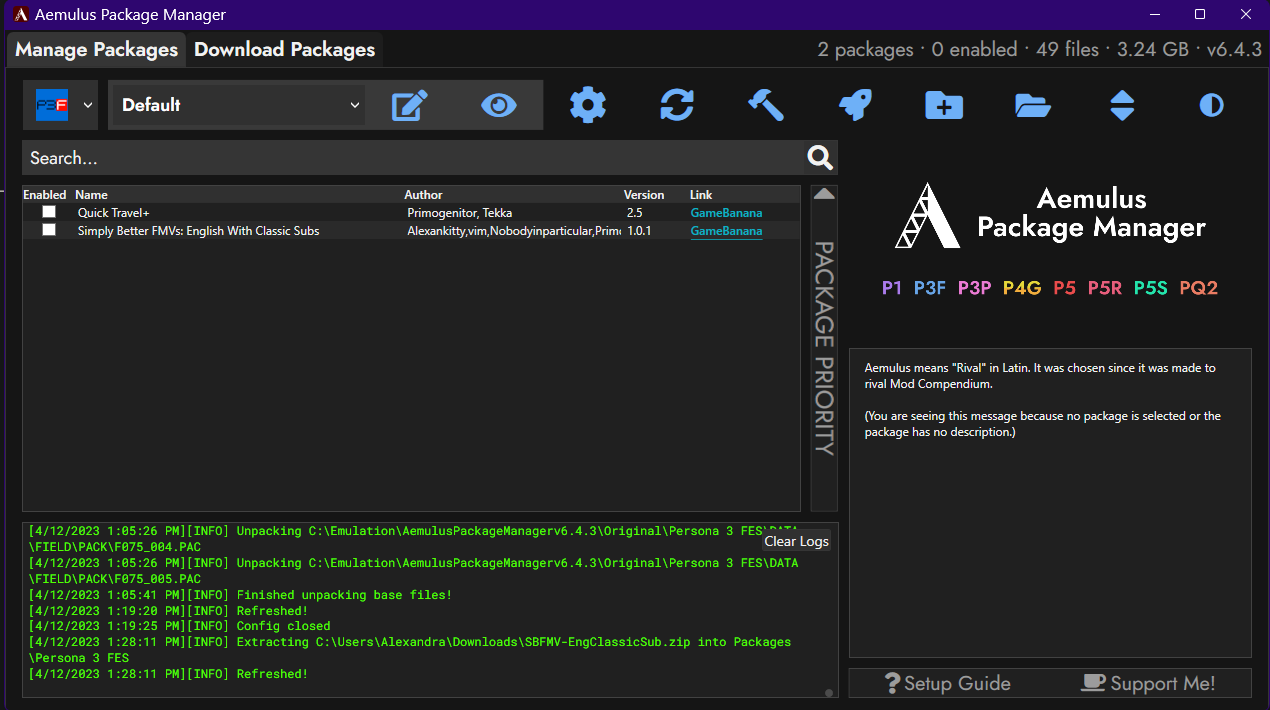 Aemulus Package Manager
Manage Packages Download Packages 2 packages · 0 enabled · 49 files · 3.24 GB · v6.4.3
P3F Default
Search...
Enabled Name Author Version Link
Quick Travel+ Primogenitor, Tekka 2.5 GameBanana
Simply Better FMVs: English With Classic Subs Alexankitty,vim,Nobodyinparticular,Prim 1.0.1 GameBanana
PACKAGE PRIORITY
Aemulus
Package Manager
P1 P3F P3P P4G P5 P5R P5S PQ2
Aemulus means "Rival" in Latin. It was chosen since it was made to
rival Mod Compendium.
(You are seeing this message because no package is selected or the
package has no description.)
[4/12/2023 1:05:26 PM][INFO] Unpacking C:\Emulation\AemulusPackageManagerv6.4.3\Original\Persona 3 FES\DATA
\FIELD\PACK\F075_004.PAC
Clear Logs
[4/12/2023 1:05:26 PM][INFO] Unpacking C:\Emulation\AemulusPackageManagerv6.4.3\Original\Persona 3 FES\DATA
\FIELD\PACK\F075_005.PAC
[4/12/2023 1:05:41 PM][INFO] Finished unpacking base files!
[4/12/2023 1:19:20 PM][INFO] Refreshed!
[4/12/2023 1:19:25 PM][INFO] Config closed
[4/12/2023 1:28:11 PM][INFO] Extracting C:\Users\Alexandra\Downloads\SBFMV-EngClassicSub.zip into Packages
\Persona 3 FES
[4/12/2023 1:28:11 PM][INFO] Refreshed!
Setup Guide Support Me!